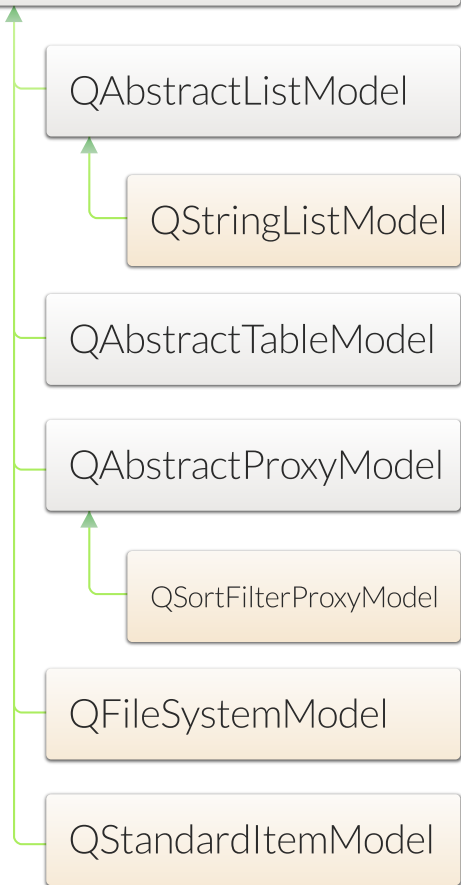 QAbstractListModel
QStringListModel
QAbstractTableModel
QAbstractProxyModel
QSortFilterProxyModel
QFileSystemModel
QStandardItemModel